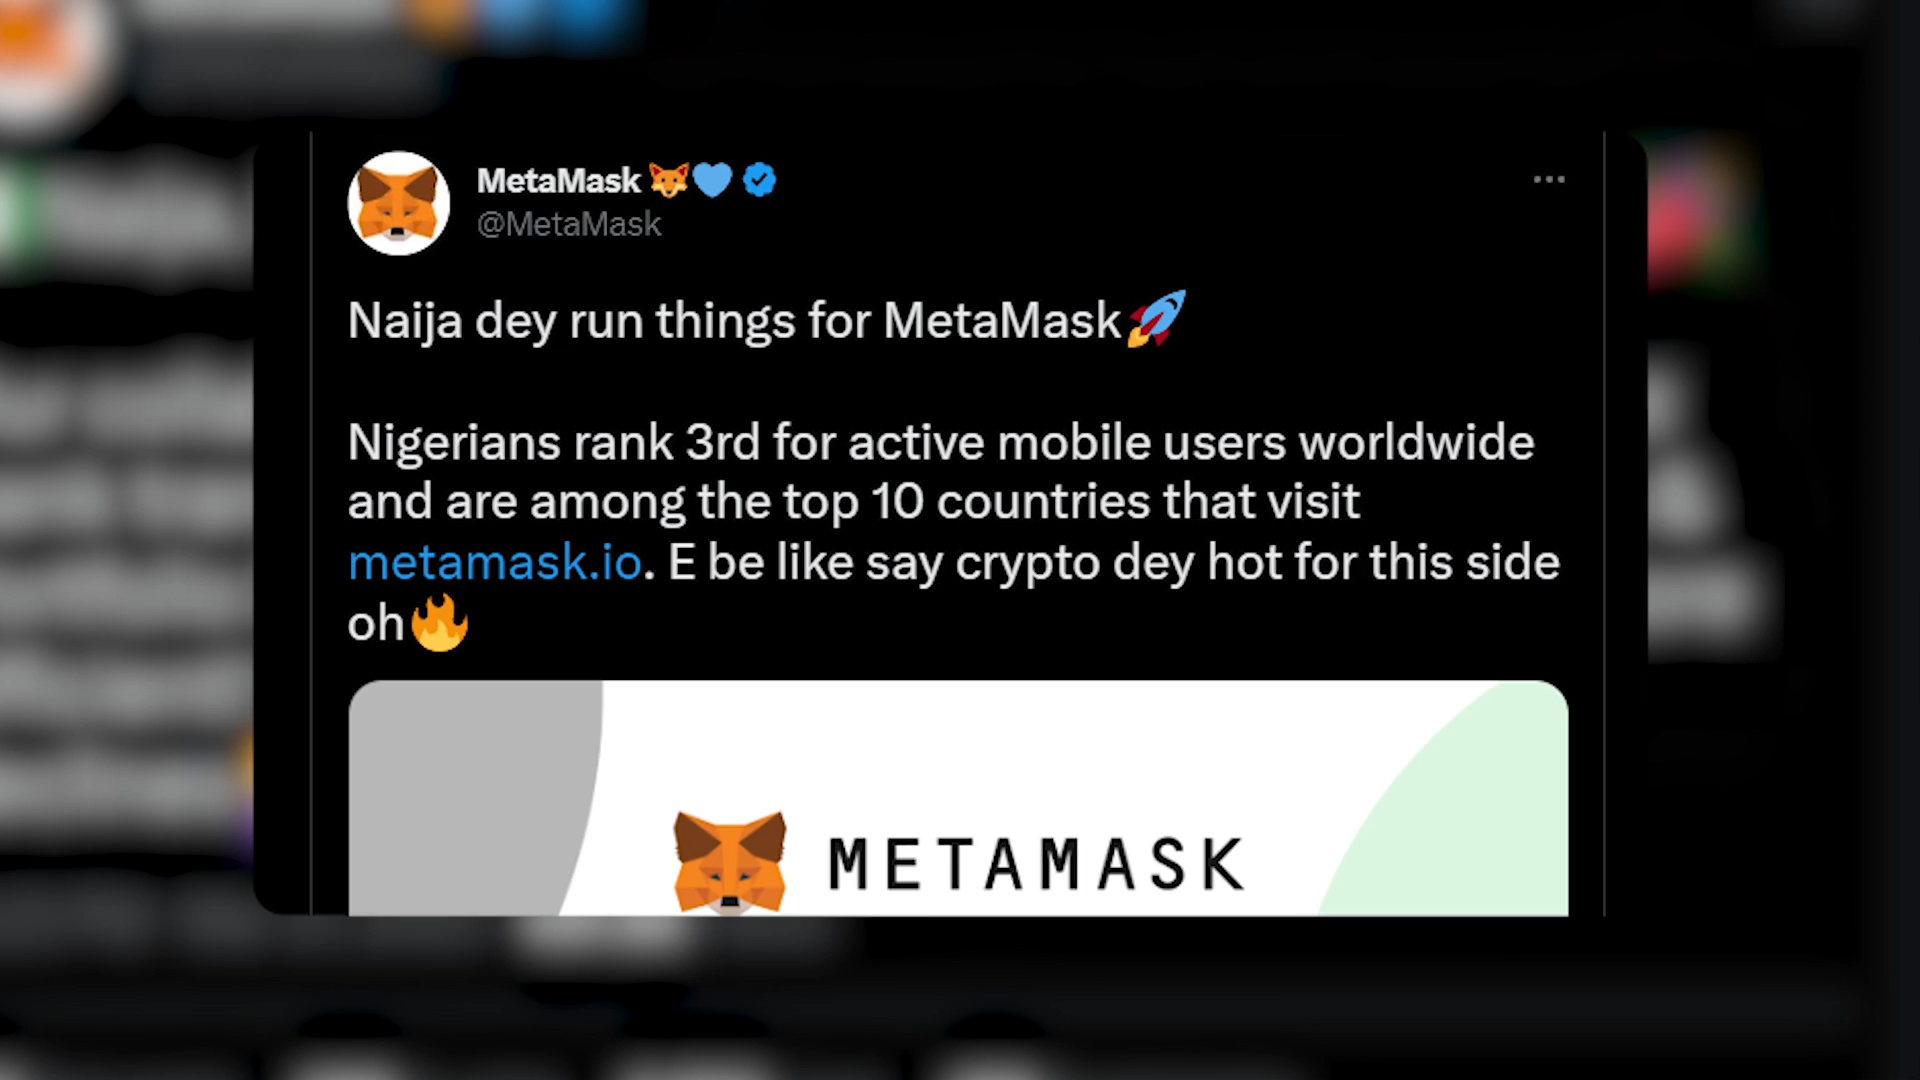 MetaMask 🦊💙
@MetaMask
Naija dey run things for MetaMask🚀
Nigerians rank 3rd for active mobile users worldwide
and are among the top 10 countries that visit
metamask.io. E be like say crypto dey hot for this side
oh🔥
METAMASK